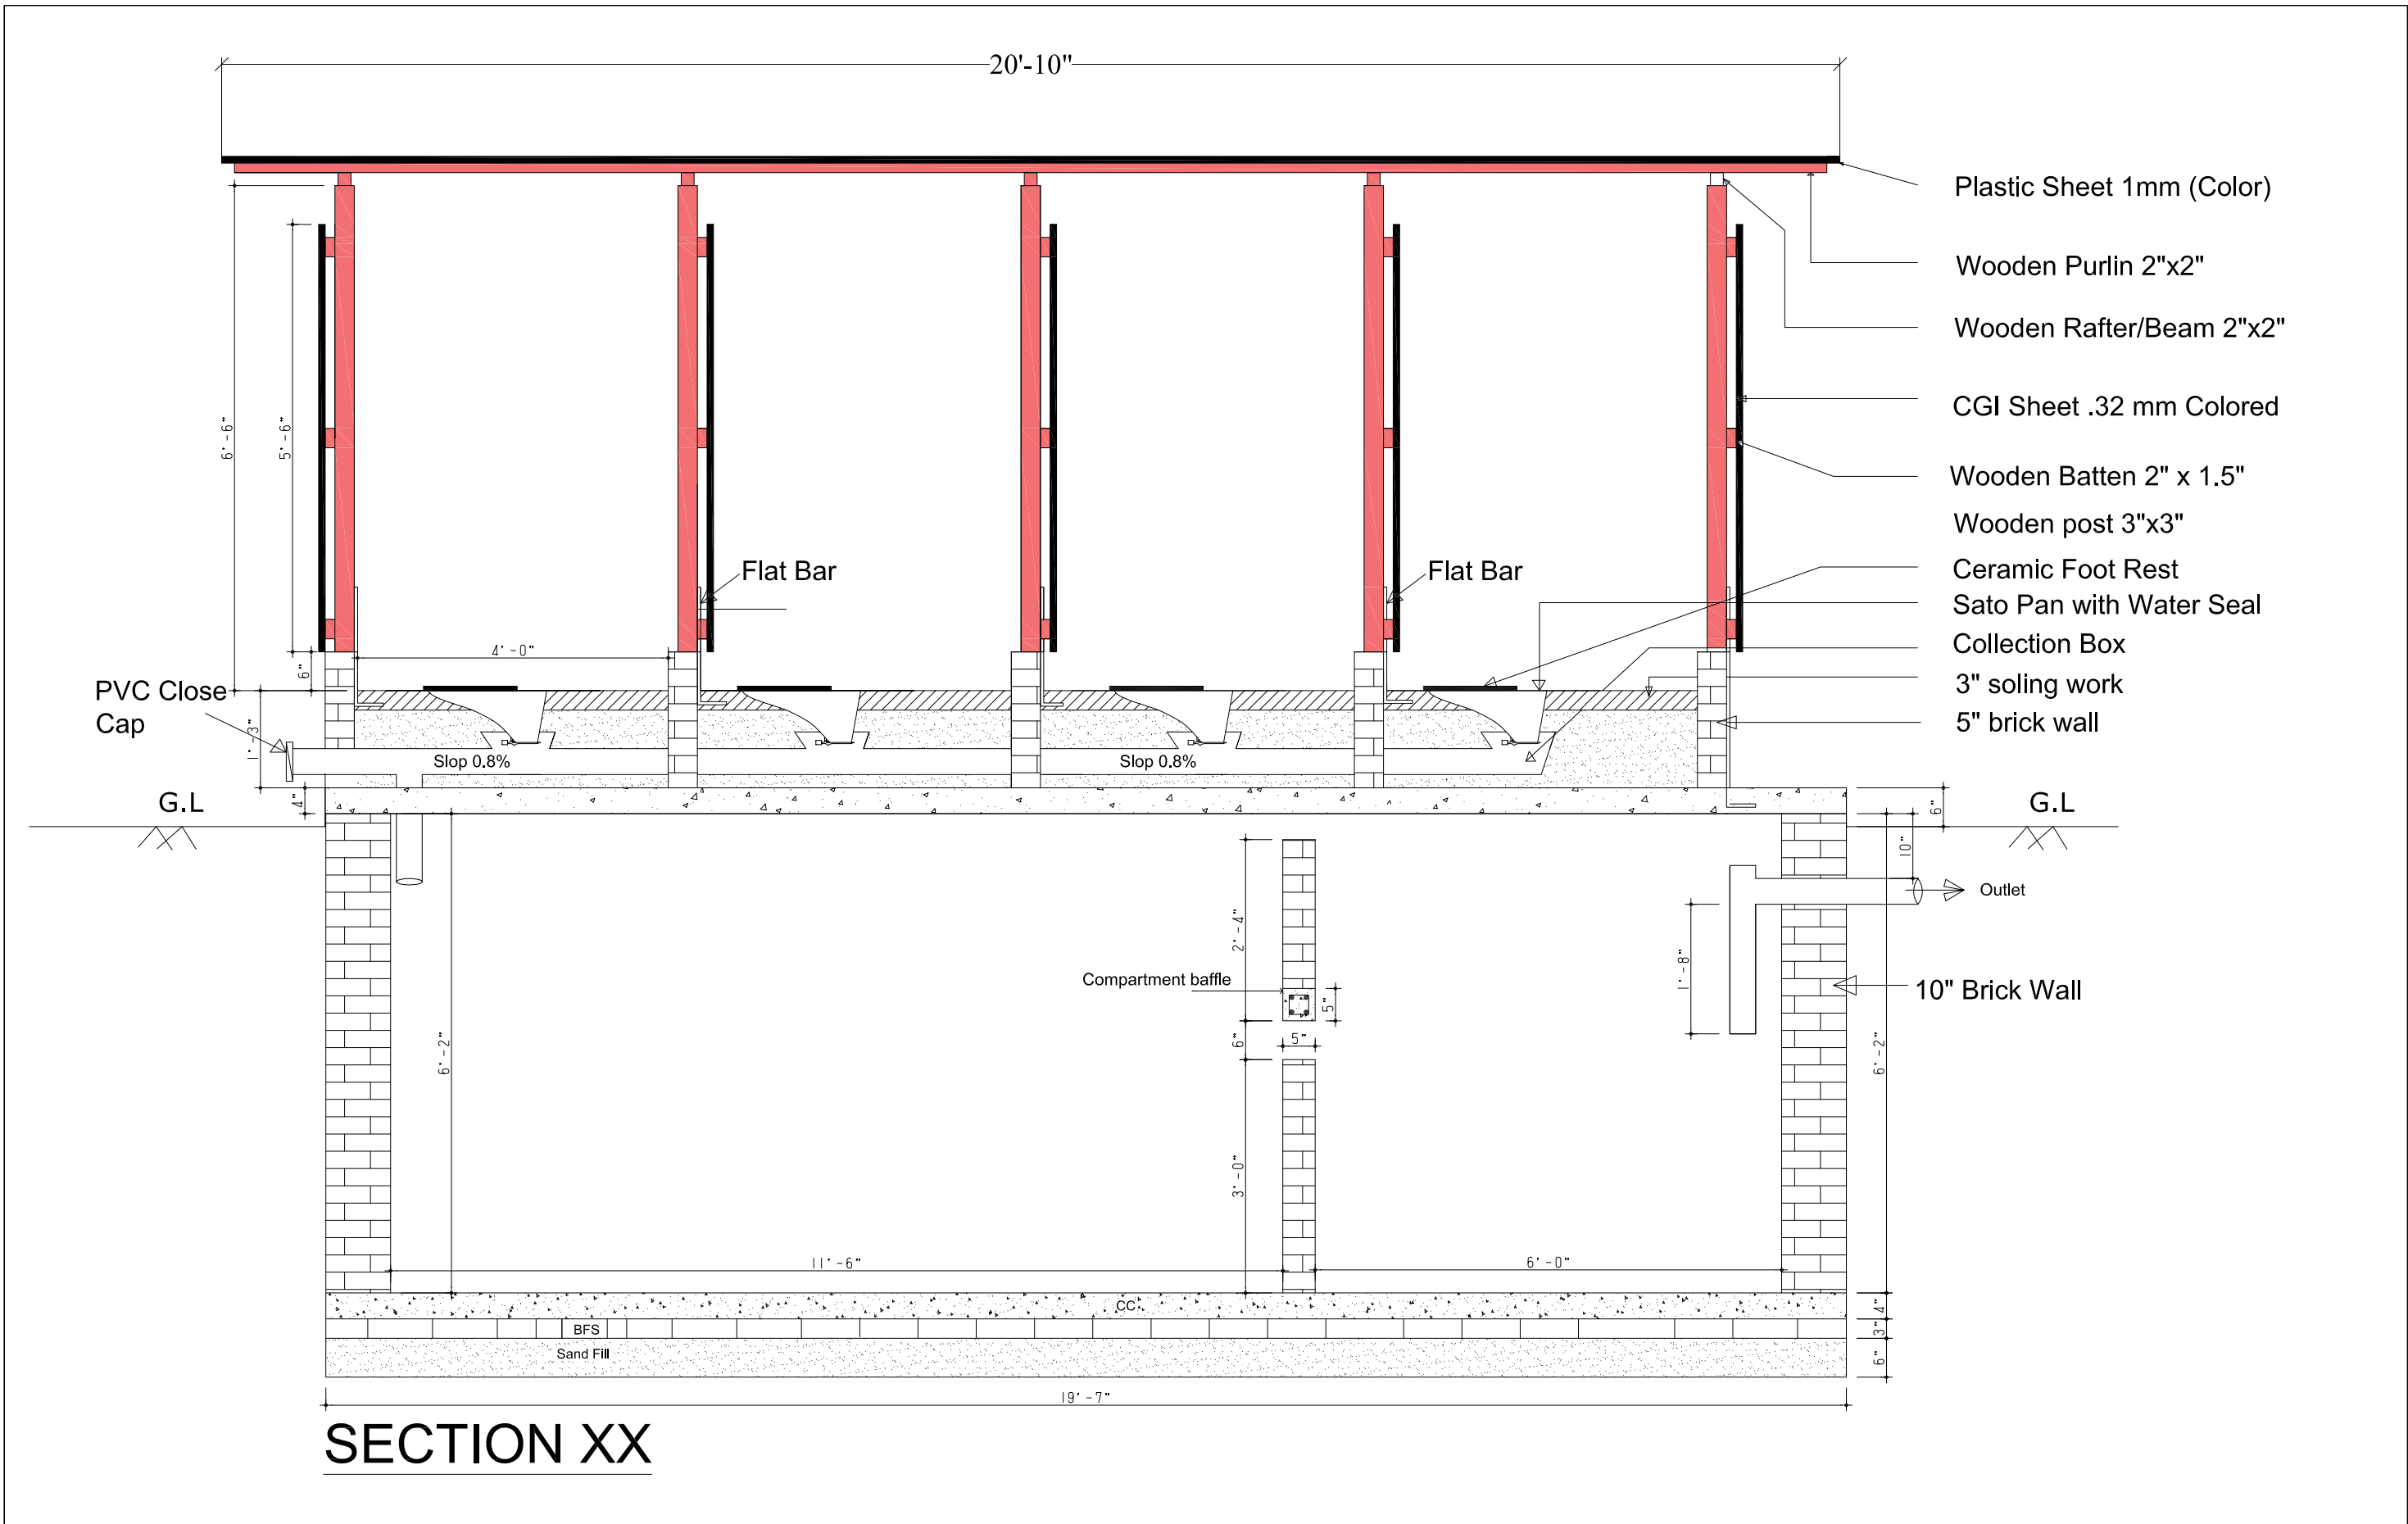 20'-10"
Plastic Sheet 1mm (Color)
Wooden Purlin 2"x2"
Wooden Rafter/Beam 2"x2"
CGI Sheet .32 mm Colored
Wooden Batten 2" x 1.5"
Wooden post 3"x3"
Ceramic Foot Rest
Sato Pan with Water Seal
Collection Box
3" soling work
5" brick wall
6'-6"
5'-6"
Flat Bar
Flat Bar
4'-0"
6"
PVC Close
Cap
1'-3"
Slop 0.8%
Slop 0.8%
4"
G.L
G.L
6"
10"
Outlet
2'-4"
1'-8"
Compartment baffle
5"
10" Brick Wall
6"
5"
6'-2"
6'-2"
3'-0"
11'-6"
6'-0"
CC
4"
BFS
3"
Sand Fill
6"
19'-7"
SECTION XX